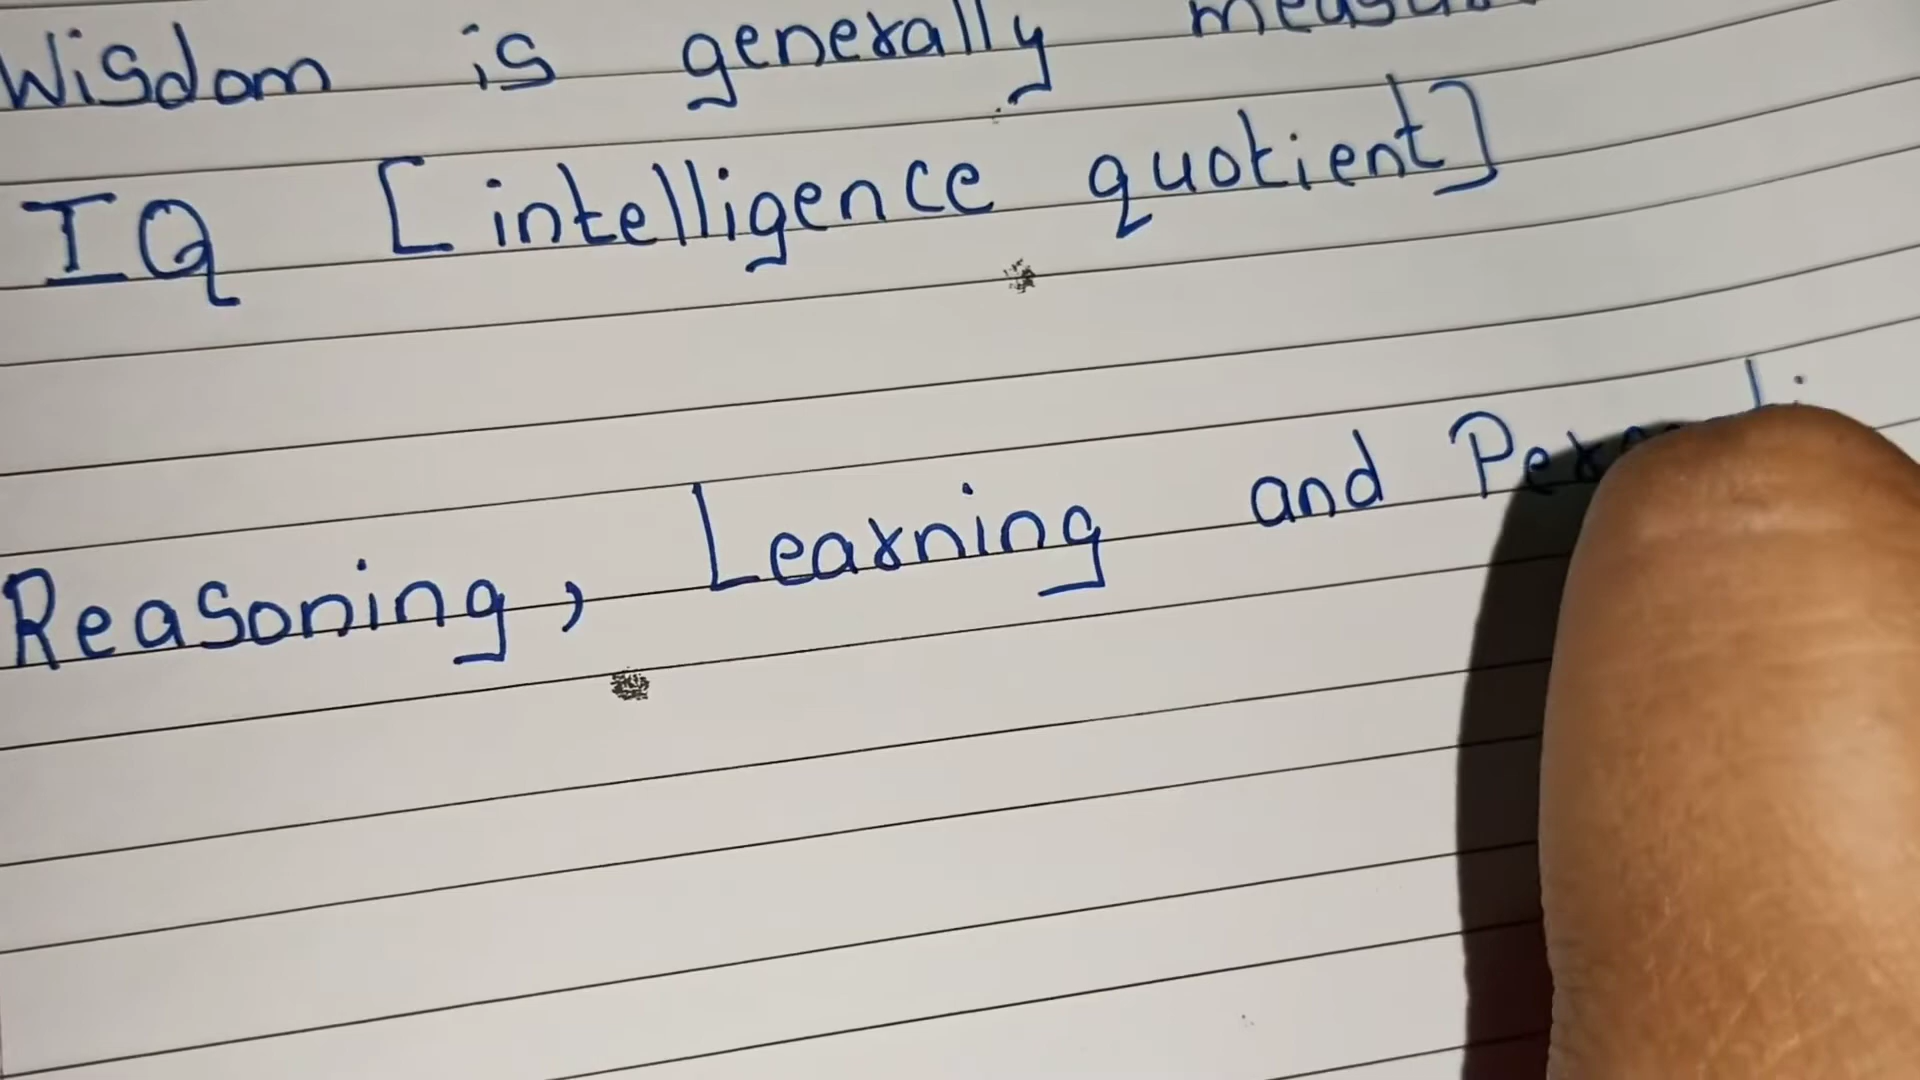 Wisdom is generally
IQ [intelligence quotient]
Reasoning, Learning and